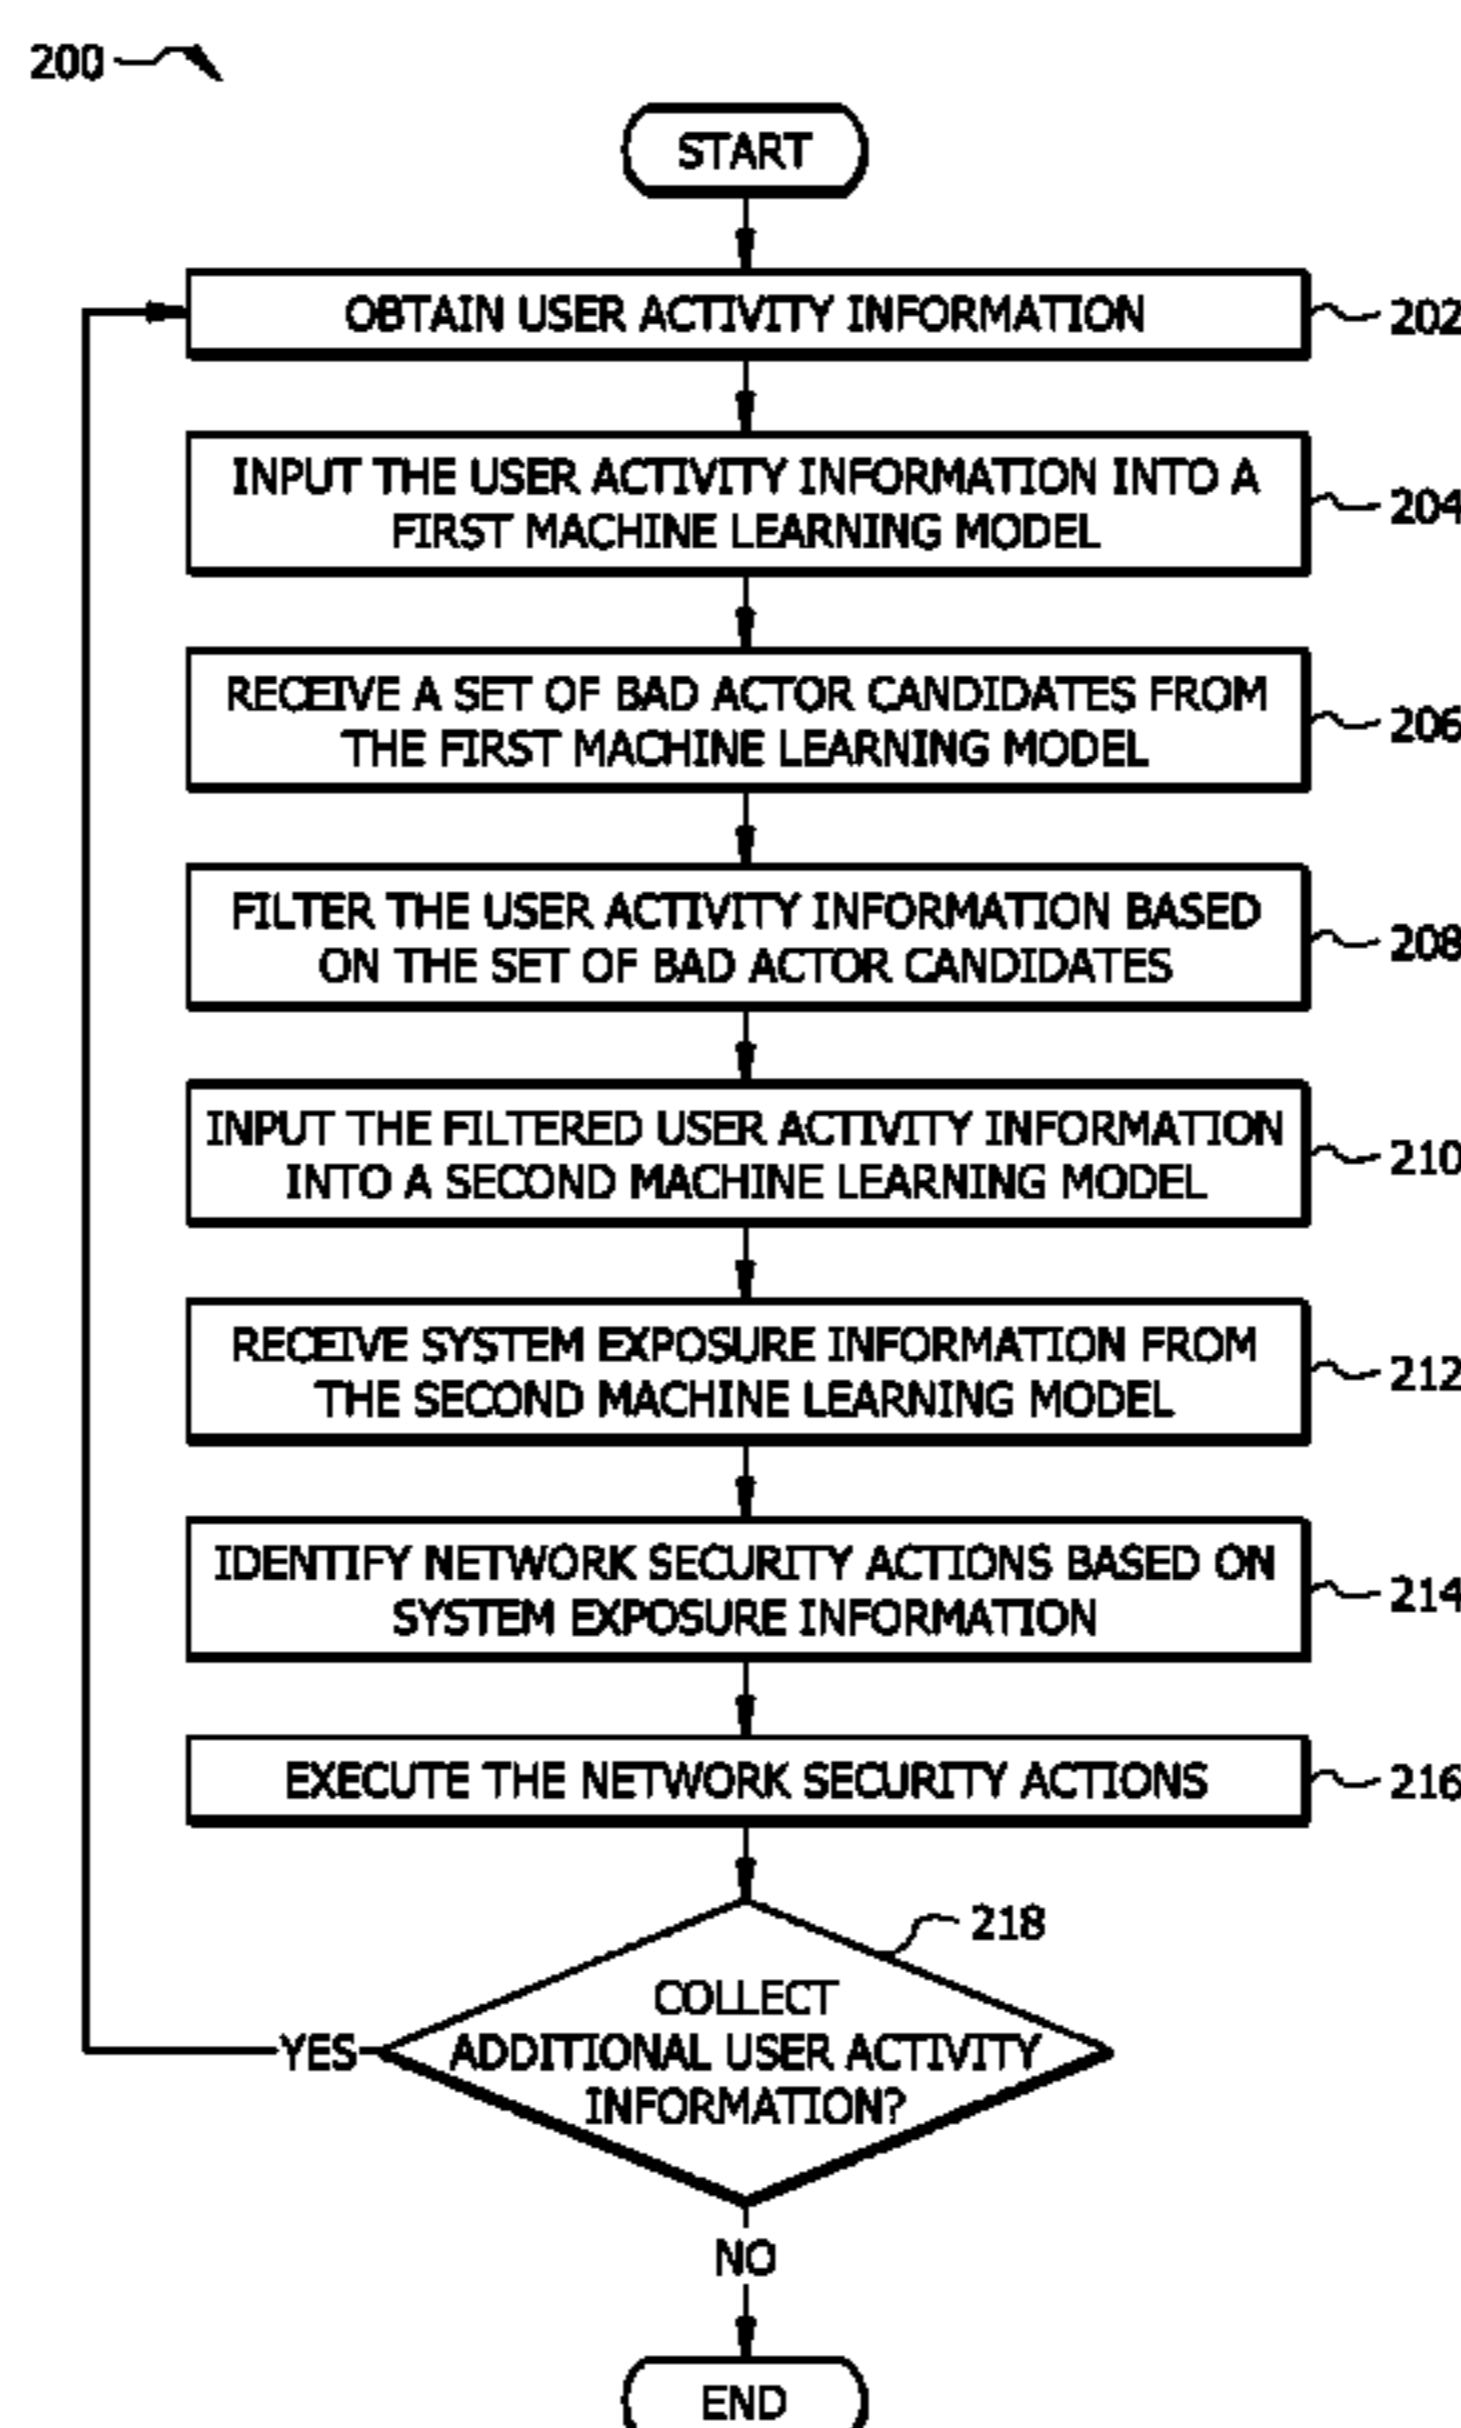 200
START
OBTAIN USER ACTIVITY INFORMATION
202
INPUT THE USER ACTIVITY INFORMATION INTO A
FIRST MACHINE LEARNING MODEL
204
RECEIVE A SET OF BAD ACTOR CANDIDATES FROM
THE FIRST MACHINE LEARNING MODEL
206
FILTER THE USER ACTIVITY INFORMATION BASED
ON THE SET OF BAD ACTOR CANDIDATES
208
INPUT THE FILTERED USER ACTIVITY INFORMATION
INTO A SECOND MACHINE LEARNING MODEL
210
RECEIVE SYSTEM EXPOSURE INFORMATION FROM
THE SECOND MACHINE LEARNING MODEL
212
IDENTIFY NETWORK SECURITY ACTIONS BASED ON
SYSTEM EXPOSURE INFORMATION
214
EXECUTE THE NETWORK SECURITY ACTIONS
216
218
COLLECT
ADDITIONAL USER ACTIVITY
INFORMATION?
YES
NO
END